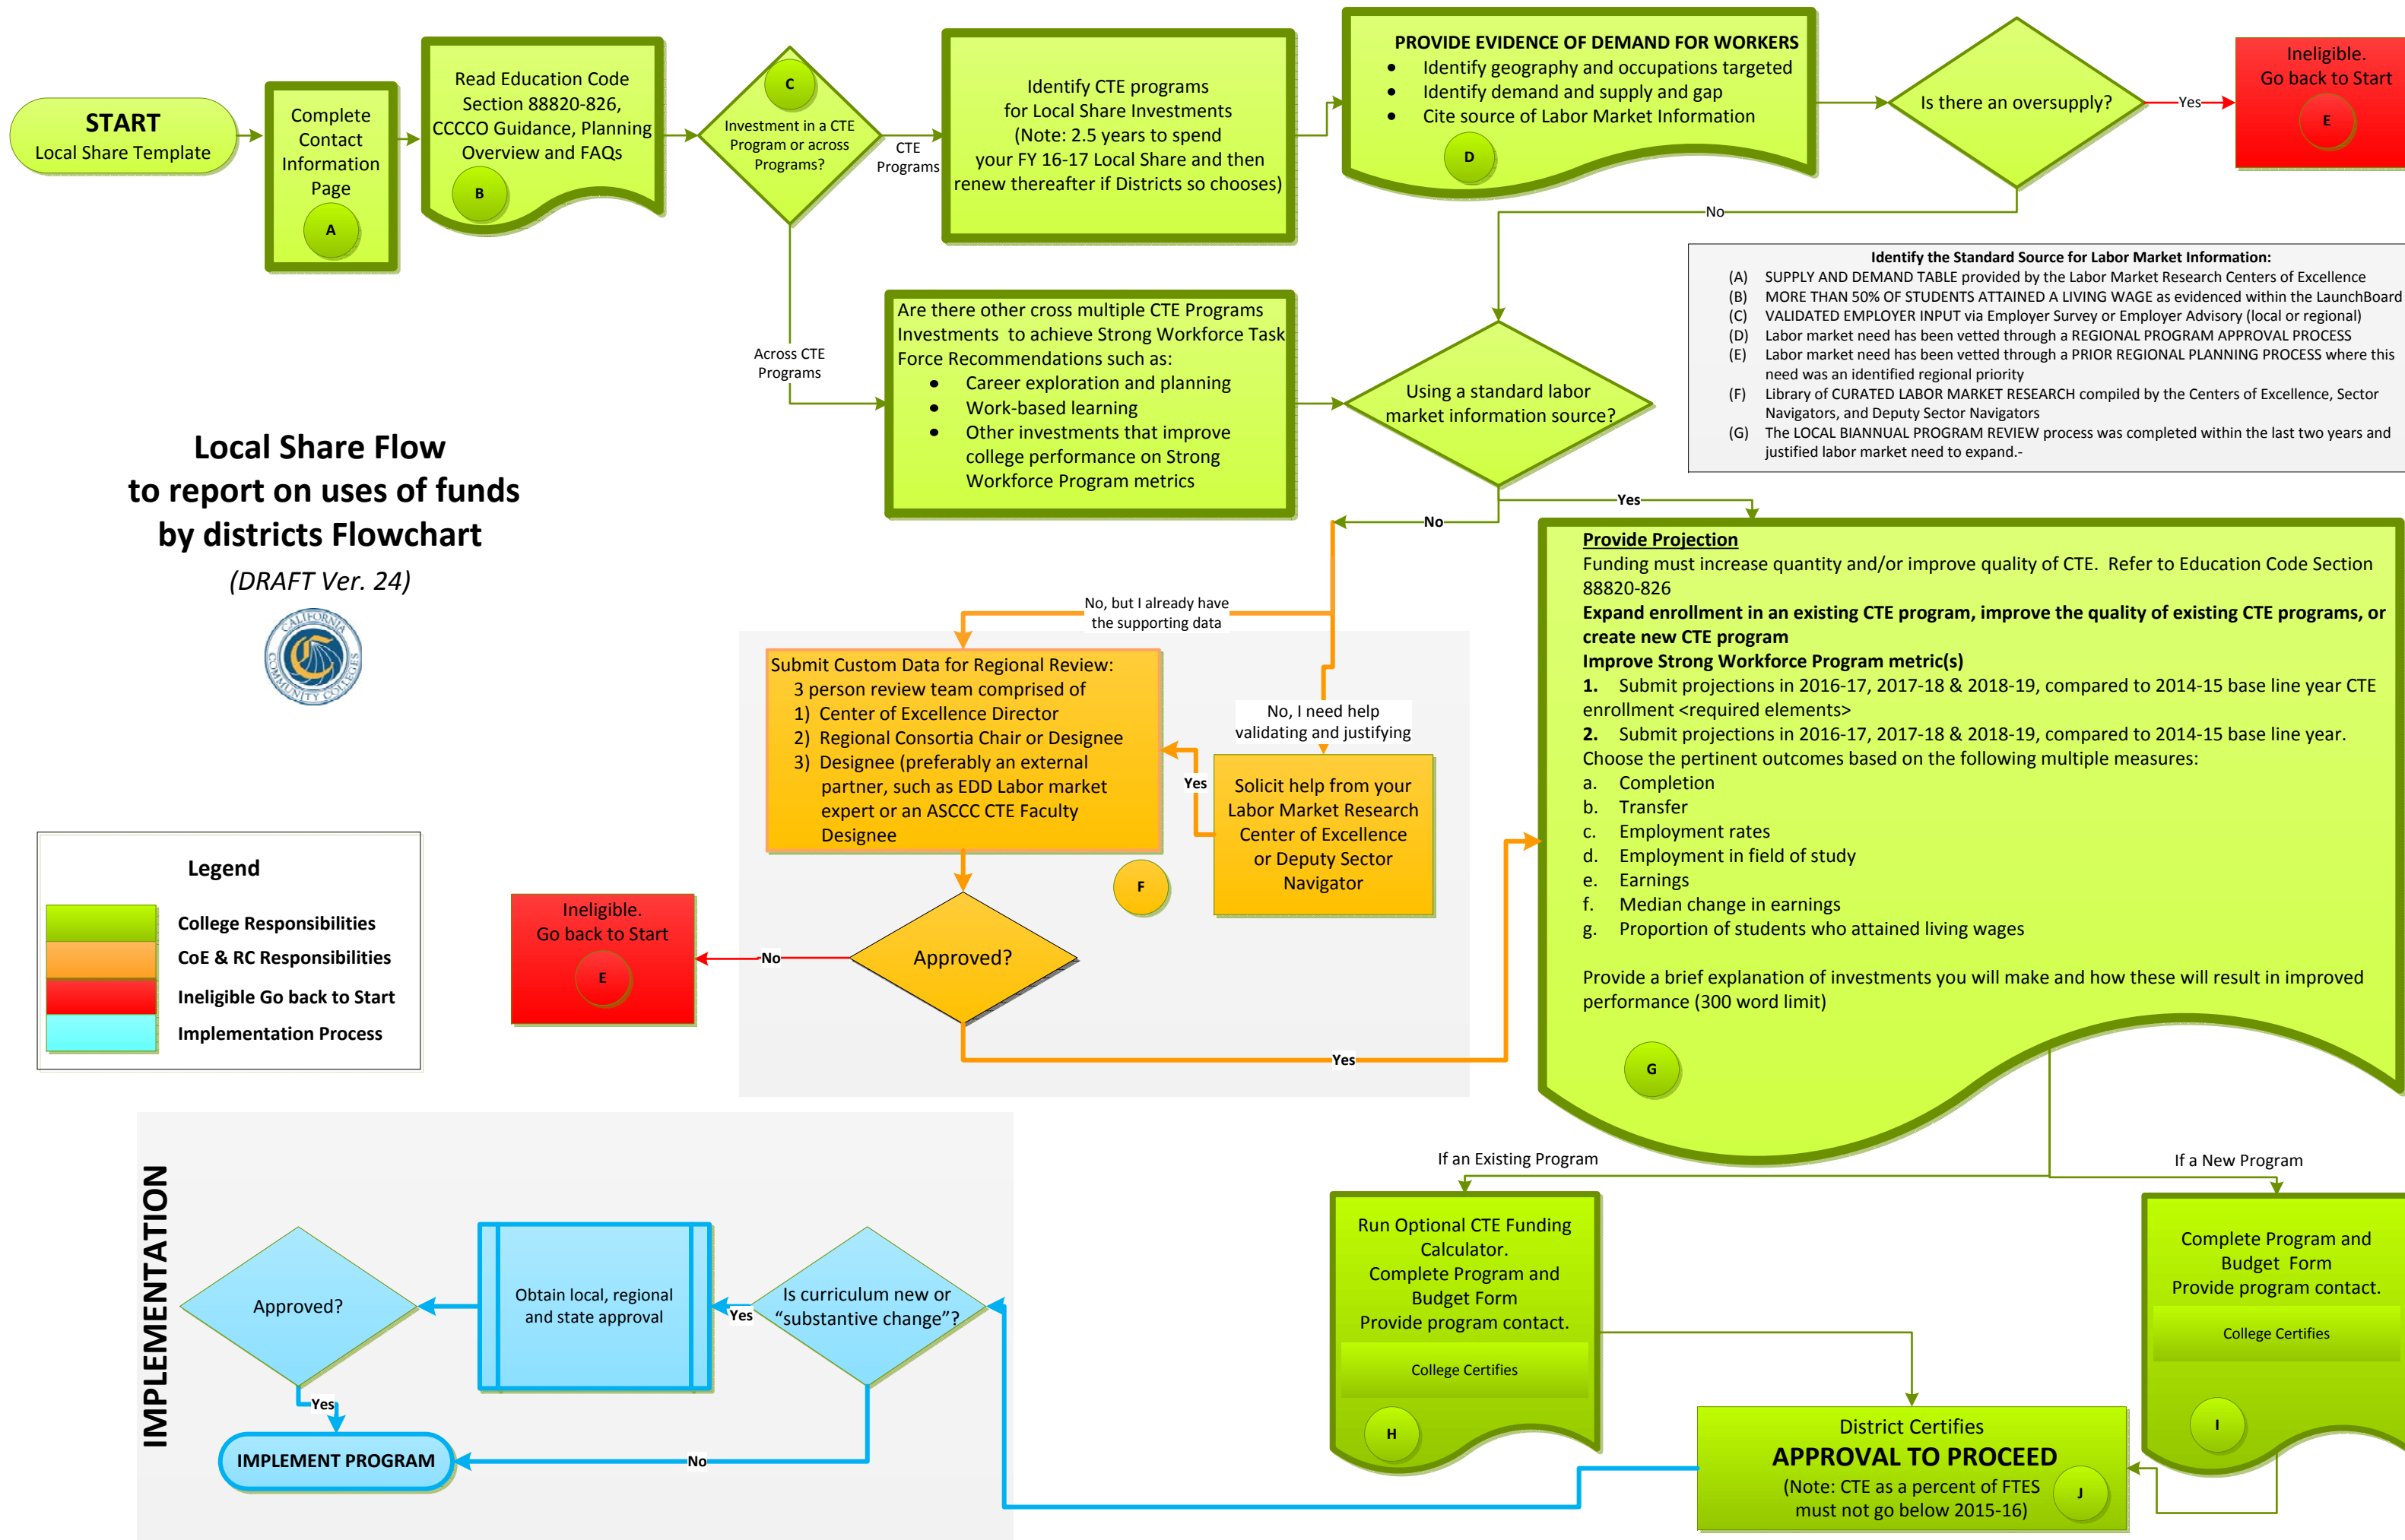 START
Local Share Template
Complete
Contact
Information
Page
A
Read Education Code
Section 88820-826,
CCCCO Guidance, Planning
Overview and FAQs
B
C
Investment in a CTE
Program or across
Programs?
CTE
Programs
Identify CTE programs
for Local Share Investments
(Note: 2.5 years to spend
your FY 16-17 Local Share and then
renew thereafter if Districts so chooses)
PROVIDE EVIDENCE OF DEMAND FOR WORKERS
• Identify geography and occupations targeted
• Identify demand and supply and gap
• Cite source of Labor Market Information
D
Is there an oversupply?
Yes
Ineligible.
Go back to Start
E
No
Across CTE
Programs
Are there other cross multiple CTE Programs
Investments to achieve Strong Workforce Task
Force Recommendations such as:
• Career exploration and planning
• Work-based learning
• Other investments that improve
college performance on Strong
Workforce Program metrics
Using a standard labor
market information source?
Identify the Standard Source for Labor Market Information:
(A) SUPPLY AND DEMAND TABLE provided by the Labor Market Research Centers of Excellence
(B) MORE THAN 50% OF STUDENTS ATTAINED A LIVING WAGE as evidenced within the LaunchBoard
(C) VALIDATED EMPLOYER INPUT via Employer Survey or Employer Advisory (local or regional)
(D) Labor market need has been vetted through a REGIONAL PROGRAM APPROVAL PROCESS
(E) Labor market need has been vetted through a PRIOR REGIONAL PLANNING PROCESS where this
need was an identified regional priority
(F) Library of CURATED LABOR MARKET RESEARCH compiled by the Centers of Excellence, Sector
Navigators, and Deputy Sector Navigators
(G) The LOCAL BIANNUAL PROGRAM REVIEW process was completed within the last two years and
justified labor market need to expand.-
Local Share Flow
to report on uses of funds
by districts Flowchart
(DRAFT Ver. 24)
CALIFORNIA
COMMUNITY COLLEGES
Yes
No
No, but I already have
the supporting data
No, I need help
validating and justifying
Submit Custom Data for Regional Review:
3 person review team comprised of
1) Center of Excellence Director
2) Regional Consortia Chair or Designee
3) Designee (preferably an external
partner, such as EDD Labor market
expert or an ASCCC CTE Faculty
Designee
Yes
Solicit help from your
Labor Market Research
Center of Excellence
or Deputy Sector
Navigator
F
Approved?
No
Ineligible.
Go back to Start
E
Yes
Provide Projection
Funding must increase quantity and/or improve quality of CTE. Refer to Education Code Section
88820-826
Expand enrollment in an existing CTE program, improve the quality of existing CTE programs, or
create new CTE program
Improve Strong Workforce Program metric(s)
1. Submit projections in 2016-17, 2017-18 & 2018-19, compared to 2014-15 base line year CTE
enrollment <required elements>
2. Submit projections in 2016-17, 2017-18 & 2018-19, compared to 2014-15 base line year.
Choose the pertinent outcomes based on the following multiple measures:
a. Completion
b. Transfer
c. Employment rates
d. Employment in field of study
e. Earnings
f. Median change in earnings
g. Proportion of students who attained living wages
Provide a brief explanation of investments you will make and how these will result in improved
performance (300 word limit)
G
Legend
College Responsibilities
CoE & RC Responsibilities
Ineligible Go back to Start
Implementation Process
If an Existing Program
If a New Program
Run Optional CTE Funding
Calculator.
Complete Program and
Budget Form
Provide program contact.
College Certifies
H
Complete Program and
Budget Form
Provide program contact.
College Certifies
I
District Certifies
APPROVAL TO PROCEED
(Note: CTE as a percent of FTES
must not go below 2015-16)
J
IMPLEMENTATION
Is curriculum new or
“substantive change”?
Yes
Obtain local, regional
and state approval
Approved?
Yes
No
IMPLEMENT PROGRAM